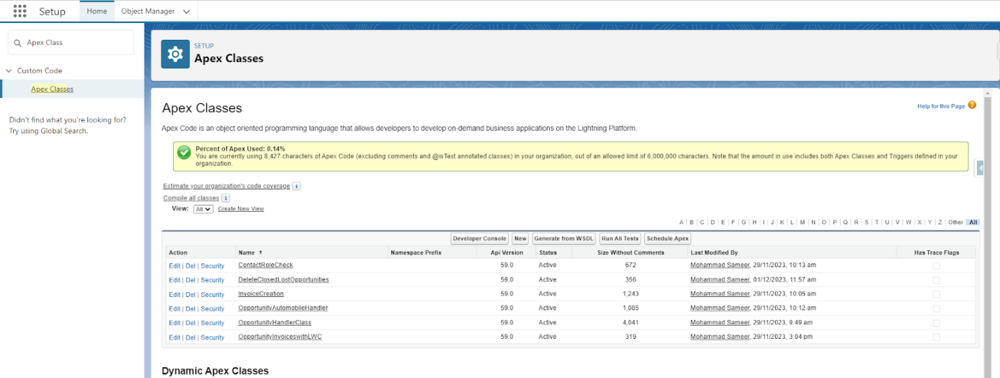 Setup
Home
Object Manager
Apex Class
Custom Code
Apex Classes
Didn't find what you're looking for?
Try using Global Search.
SETUP
Apex Classes
Apex Classes
Help for this Page
Apex Code is an object oriented programming language that allows developers to develop on-demand business applications on the Lightning Platform.
Percent of Apex Used: 0.14%
You are currently using 8,427 characters of Apex Code (excluding comments and @isTest annotated classes) in your organization, out of an allowed limit of 6,000,000 characters. Note that the amount in use includes both Apex Classes and Triggers defined in your
organization.
Estimate your organization's code coverage i
Compile all classes i
View: All Create New View
A | B | C | D | E | F | G | H | I | J | K | L | M | N | O | P | Q | R | S | T | U | V | W | X | Y | Z | Other All
Developer Console New Generate from WSDL Run All Tests Schedule Apex
Action Name ↑ Namespace Prefix Api Version Status Size Without Comments Last Modified By Has Trace Flags
Edit | Del | Security ContactRoleCheck 59.0 Active 672 Mohammad Sameer, 29/11/2023, 10:13 am
Edit | Del | Security DeleteClosedLostOpportunities 59.0 Active 356 Mohammad Sameer, 01/12/2023, 11:57 am
Edit | Del | Security InvoiceCreation 59.0 Active 1,243 Mohammad Sameer, 29/11/2023, 10:05 am
Edit | Del | Security OpportunityAutomobileHandler 59.0 Active 1,085 Mohammad Sameer, 29/11/2023, 10:12 am
Edit | Del | Security OpportunityHandlerClass 59.0 Active 4,041 Mohammad Sameer, 29/11/2023, 9:49 am
Edit | Del | Security OpportunityInvoiceswithLWC 59.0 Active 319 Mohammad Sameer, 29/11/2023, 3:04 pm
Dynamic Apex Classes